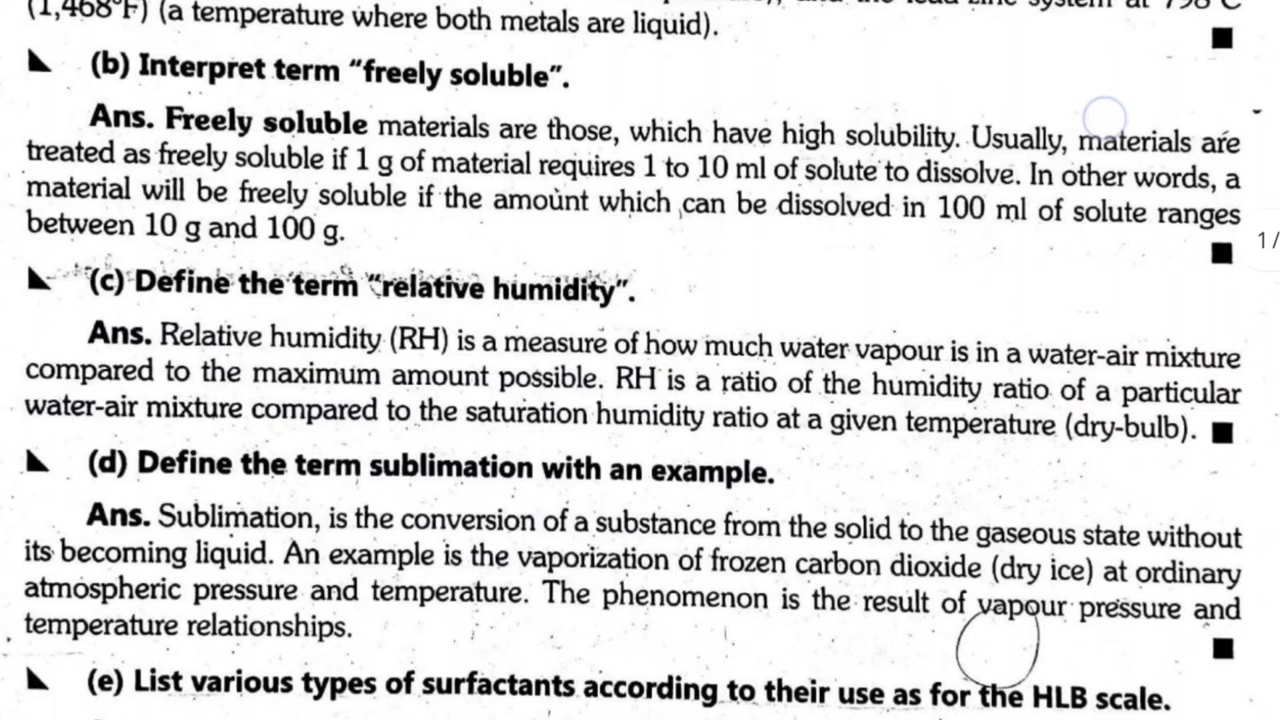 (1,468°F) (a temperature where both metals are liquid).
(b) Interpret term “freely soluble”.
Ans. Freely soluble materials are those, which have high solubility. Usually, materials are
treated as freely soluble if 1 g of material requires 1 to 10 ml of solute to dissolve. In other words, a
material will be freely soluble if the amount which can be dissolved in 100 ml of solute ranges
between 10 g and 100 g.
1/
(c) Define the term “relative humidity”.
Ans. Relative humidity (RH) is a measure of how much water vapour is in a water-air mixture
compared to the maximum amount possible. RH is a ratio of the humidity ratio of a particular
water-air mixture compared to the saturation humidity ratio at a given temperature (dry-bulb).
(d) Define the term sublimation with an example.
Ans. Sublimation, is the conversion of a substance from the solid to the gaseous state without
its becoming liquid. An example is the vaporization of frozen carbon dioxide (dry ice) at ordinary
atmospheric pressure and temperature. The phenomenon is the result of vapour pressure and
temperature relationships.
(e) List various types of surfactants according to their use as for the HLB scale.